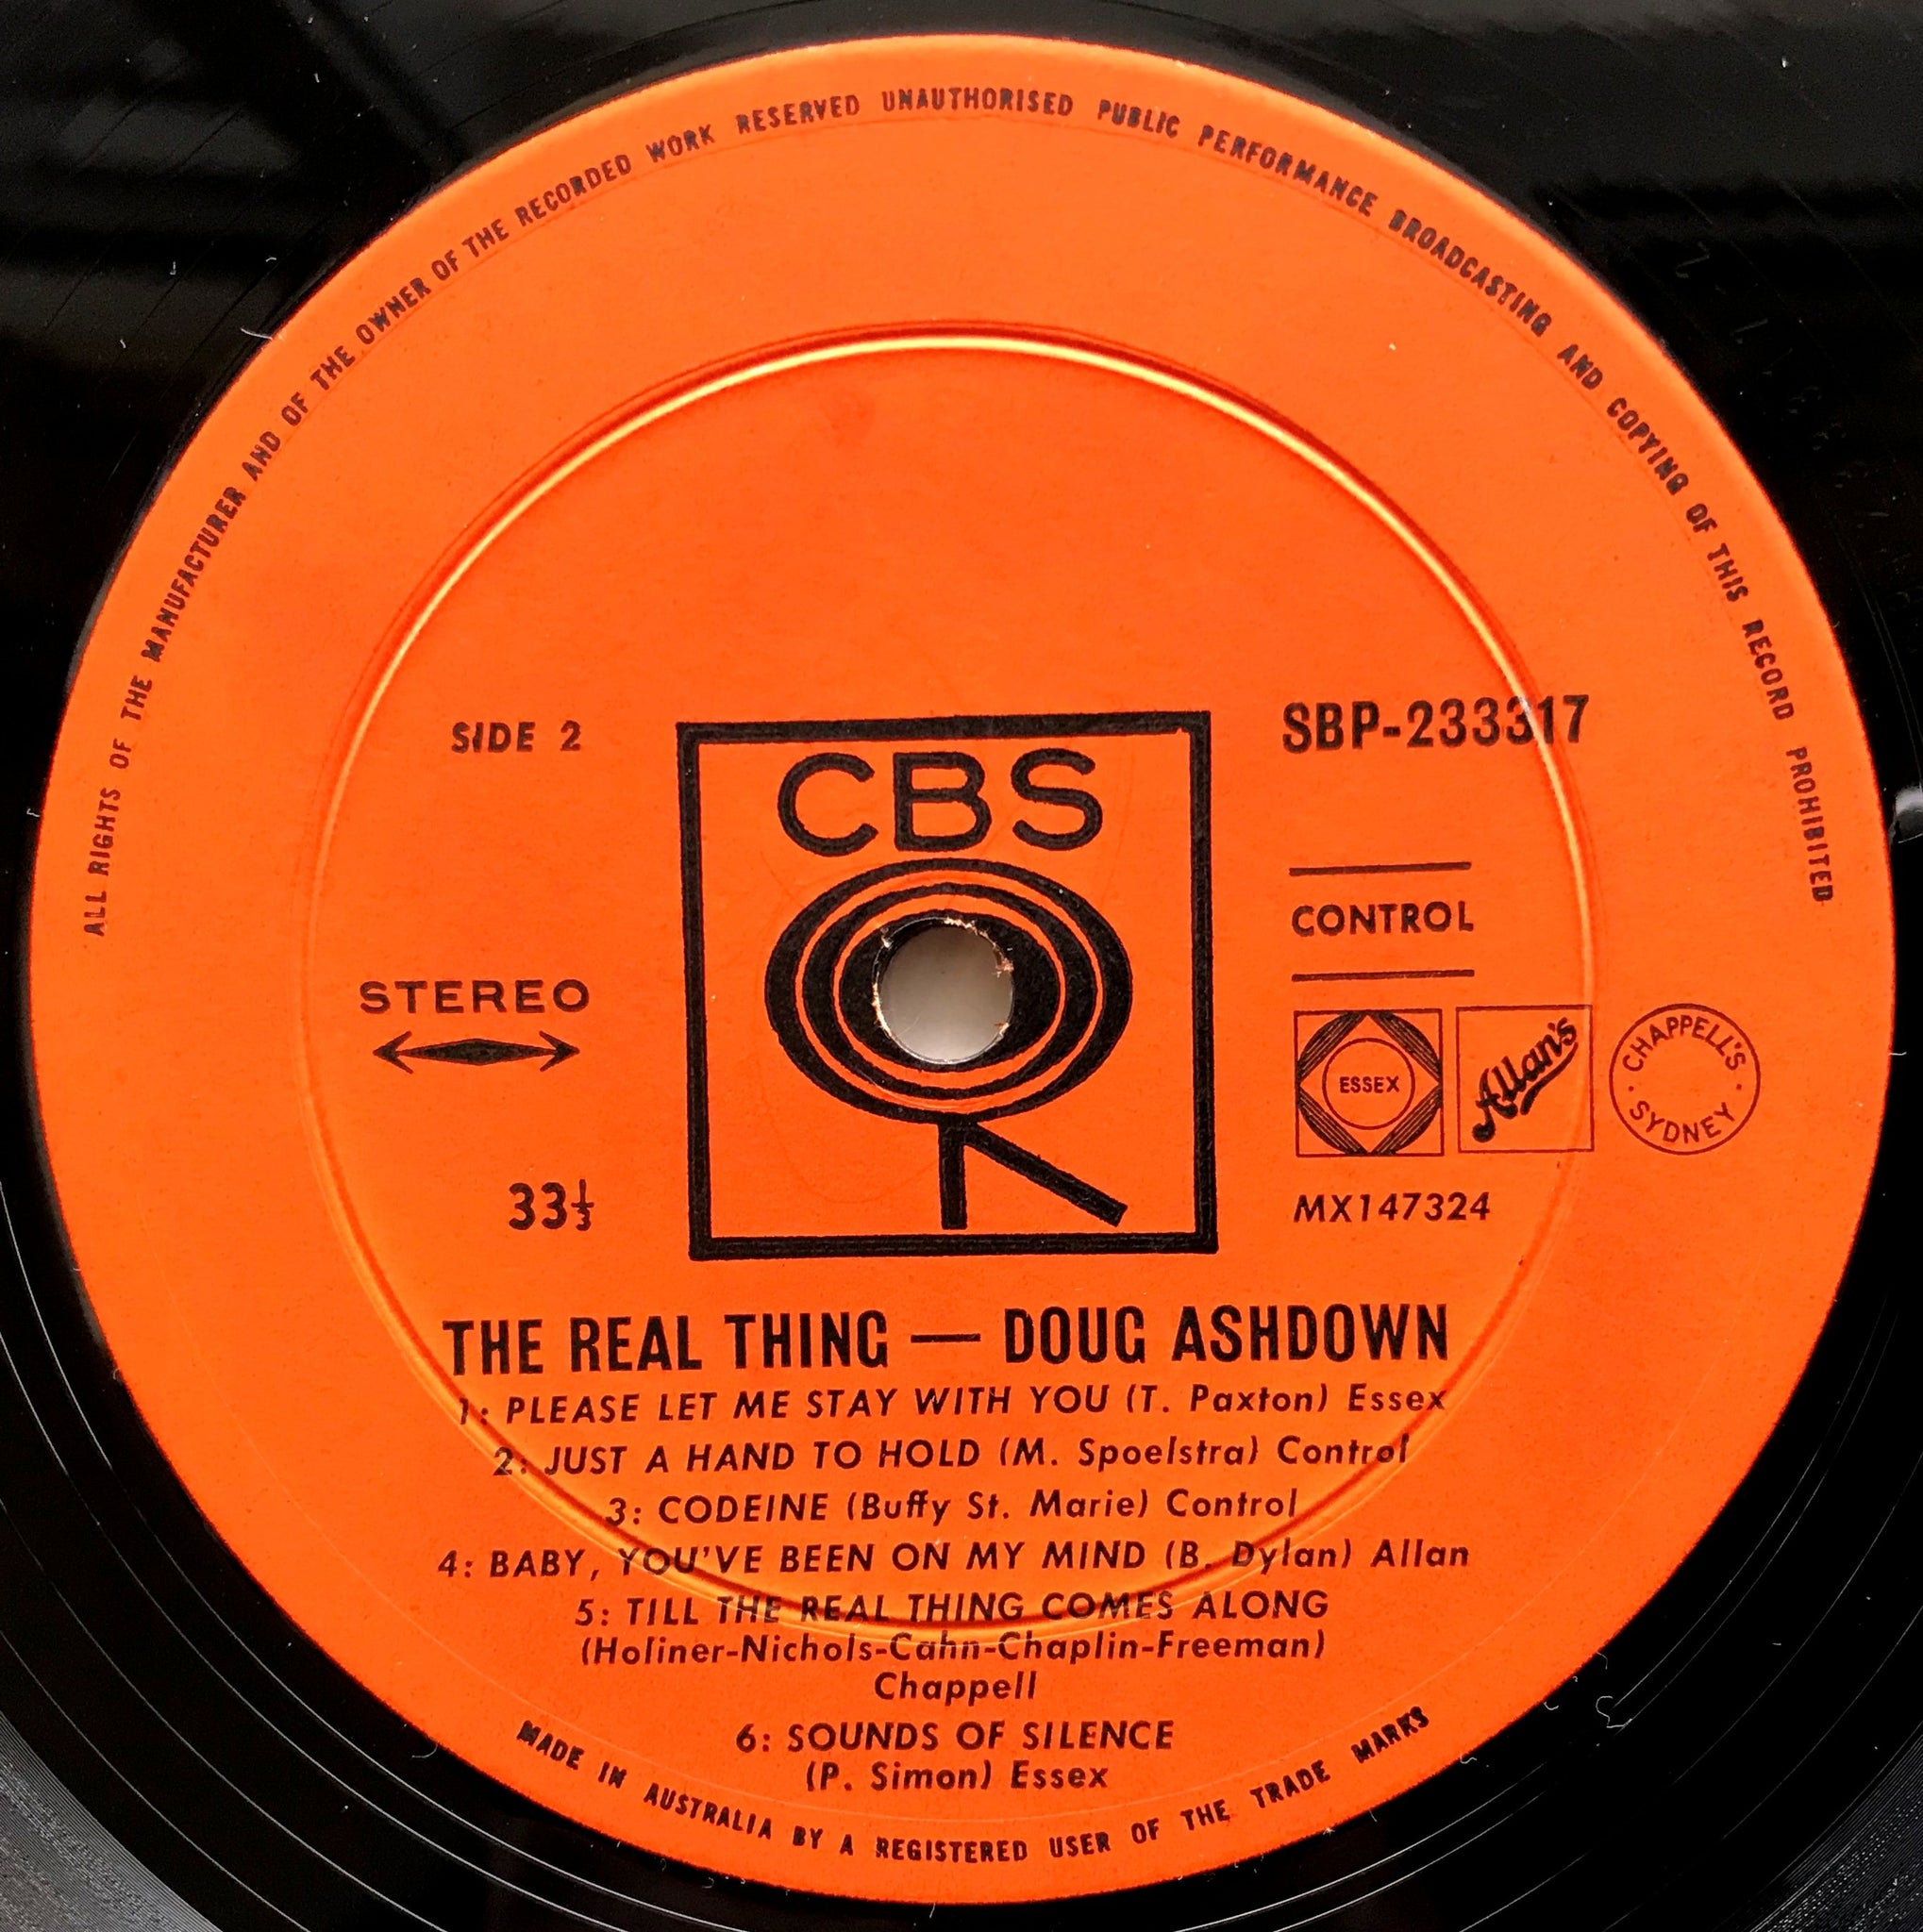 ALL RIGHTS OF THE MANUFACTURER AND OF THE OWNER OF THE RECORDED WORK RESERVED UNAUTHORISED PUBLIC PERFORMANCE BROADCASTING AND COPYING OF THIS RECORD PROHIBITED
SIDE 2
CBS
SBP-233317
CONTROL
STEREO
ESSEX
Allan's
CHAPPELL'S
SYDNEY
33⅓
MX147324
THE REAL THING — DOUG ASHDOWN
1: PLEASE LET ME STAY WITH YOU (T. Paxton) Essex
2: JUST A HAND TO HOLD (M. Spoelstra) Control
3: CODEINE (Buffy St. Marie) Control
4: BABY, YOU'VE BEEN ON MY MIND (B. Dylan) Allan
5: TILL THE REAL THING COMES ALONG
(Holiner-Nichols-Cahn-Chaplin-Freeman)
Chappell
6: SOUNDS OF SILENCE
(P. Simon) Essex
MADE IN AUSTRALIA BY A REGISTERED USER OF THE TRADE MARKS